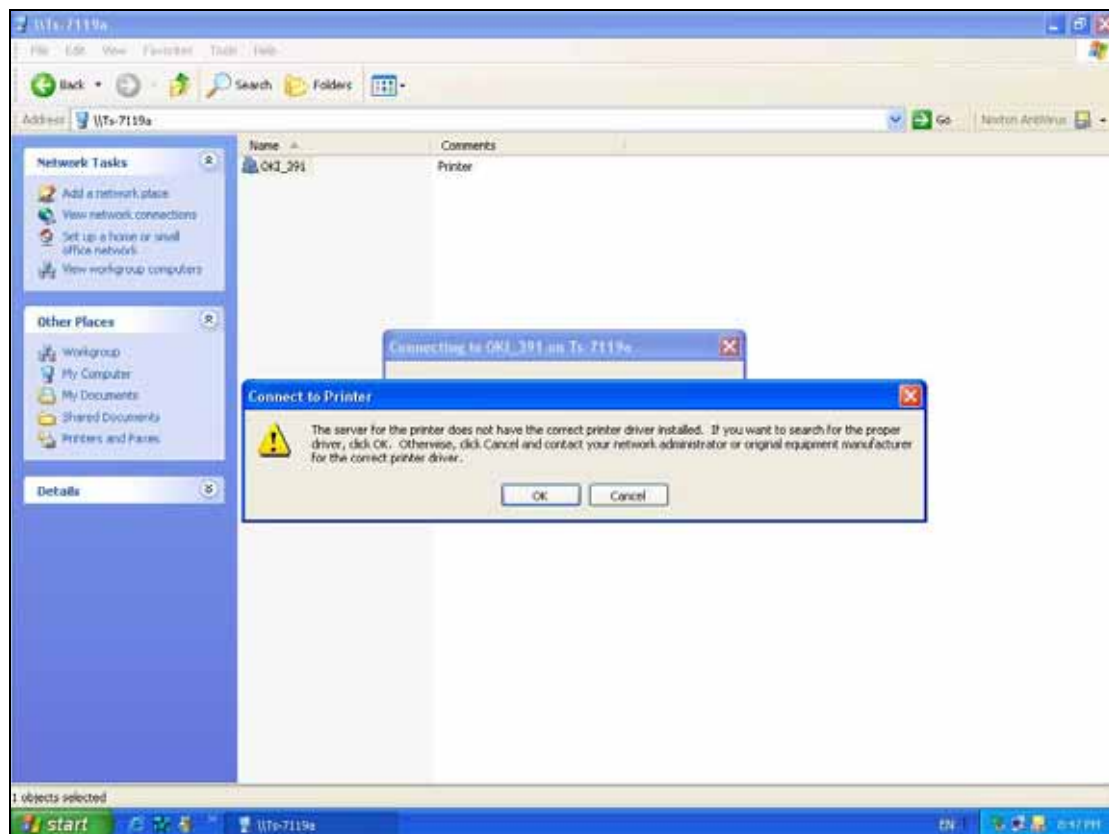 \\Ts-7119a
File Edit View Favorites Tools Help
Back Search Folders
Address \\Ts-7119a Go Norton AntiVirus
Name Comments
OKI_391 Printer
Network Tasks
Add a network place
View network connections
Set up a home or small
office network
View workgroup computers
Other Places
Workgroup
My Computer
My Documents
Shared Documents
Printers and Faxes
Details
Connecting to OKI_391 on Ts-7119a
Connect to Printer
The server for the printer does not have the correct printer driver installed. If you want to search for the proper
driver, click OK. Otherwise, click Cancel and contact your network administrator or original equipment manufacturer
for the correct printer driver.
OK Cancel
1 objects selected
start \\Ts-7119a EN 8:47 PM